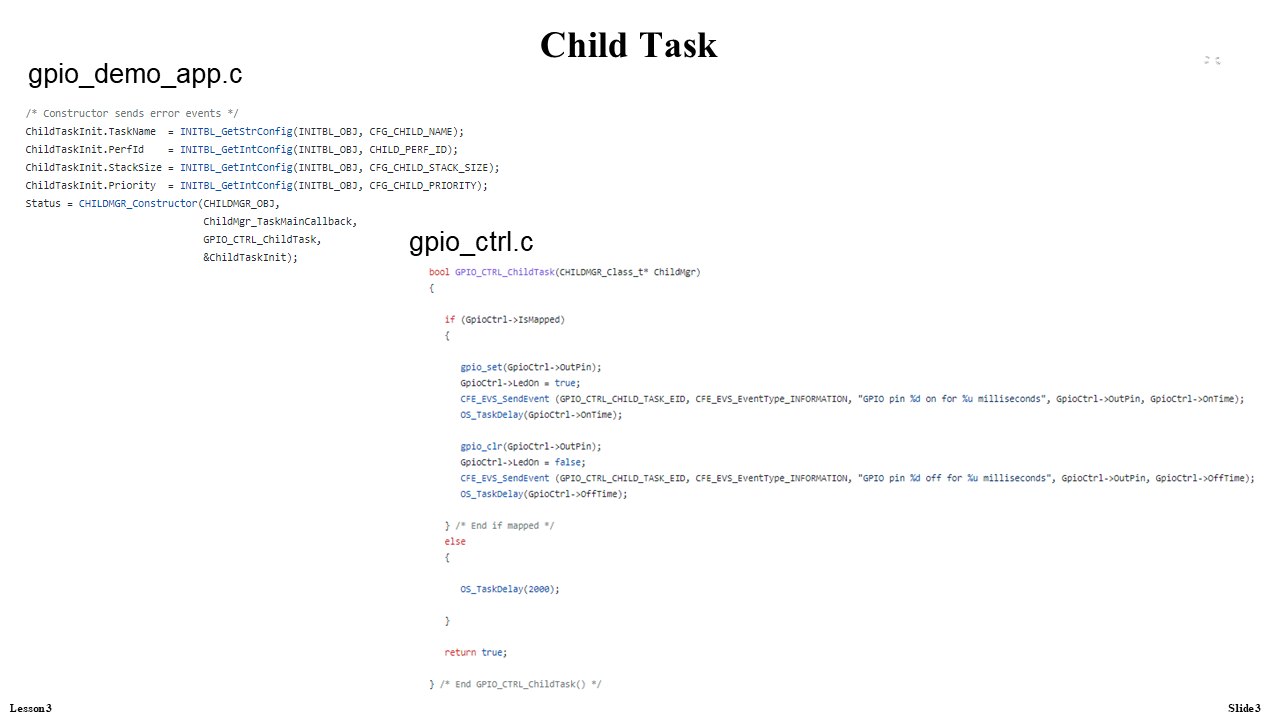 Child Task
gpio_demo_app.c
/* Constructor sends error events */
ChildTaskInit.TaskName  = INITBL_GetStrConfig(INITBL_OBJ, CFG_CHILD_NAME);
ChildTaskInit.PerfId    = INITBL_GetIntConfig(INITBL_OBJ, CHILD_PERF_ID);
ChildTaskInit.StackSize = INITBL_GetIntConfig(INITBL_OBJ, CFG_CHILD_STACK_SIZE);
ChildTaskInit.Priority  = INITBL_GetIntConfig(INITBL_OBJ, CFG_CHILD_PRIORITY);
Status = CHILDMGR_Constructor(CHILDMGR_OBJ,
ChildMgr_TaskMainCallback,
GPIO_CTRL_ChildTask,
&ChildTaskInit);
gpio_ctrl.c
bool GPIO_CTRL_ChildTask(CHILDMGR_Class_t* ChildMgr)
{
if (GpioCtrl->IsMapped)
{
gpio_set(GpioCtrl->OutPin);
GpioCtrl->LedOn = true;
CFE_EVS_SendEvent (GPIO_CTRL_CHILD_TASK_EID, CFE_EVS_EventType_INFORMATION, "GPIO pin %d on for %u milliseconds", GpioCtrl->OutPin, GpioCtrl->OnTime);
OS_TaskDelay(GpioCtrl->OnTime);
gpio_clr(GpioCtrl->OutPin);
GpioCtrl->LedOn = false;
CFE_EVS_SendEvent (GPIO_CTRL_CHILD_TASK_EID, CFE_EVS_EventType_INFORMATION, "GPIO pin %d off for %u milliseconds", GpioCtrl->OutPin, GpioCtrl->OffTime);
OS_TaskDelay(GpioCtrl->OffTime);
} /* End if mapped */
else
{
OS_TaskDelay(2000);
}
return true;
} /* End GPIO_CTRL_ChildTask() */
Lesson 3
Slide 3